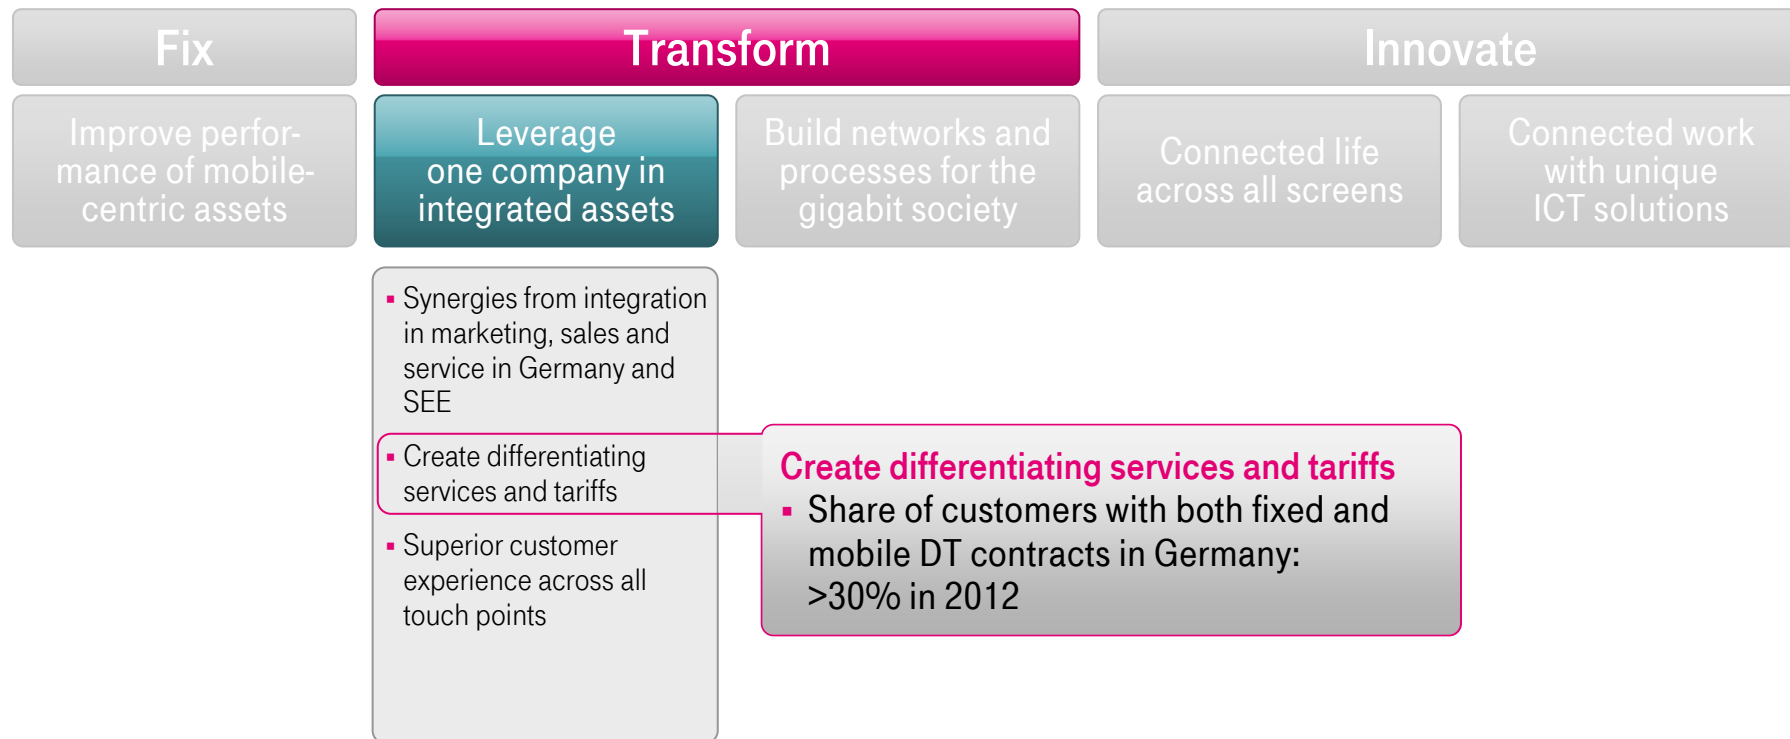 Fix
Transform
Innovate
Improve perfor-
mance of mobile-
centric assets
Leverage
one company in
integrated assets
Build networks and
processes for the
gigabit society
Connected life
across all screens
Connected work
with unique
ICT solutions
▪ Synergies from integration
in marketing, sales and
service in Germany and
SEE
▪ Create differentiating
services and tariffs
▪ Superior customer
experience across all
touch points
Create differentiating services and tariffs
▪ Share of customers with both fixed and
mobile DT contracts in Germany:
>30% in 2012